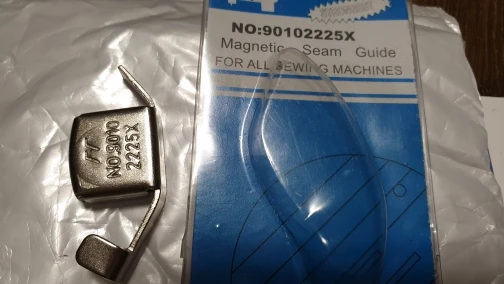 NO:90102225X
Magnetic Seam Guide
FOR ALL SEWING MACHINES
NO:9010
2225X